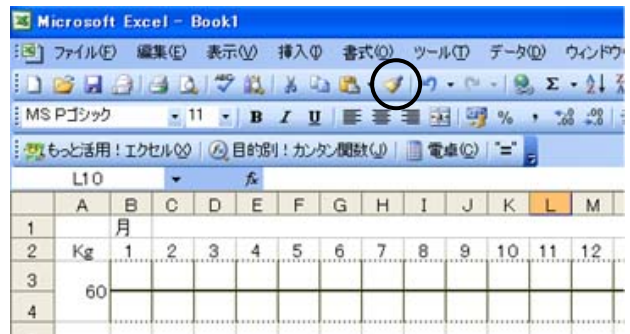 Microsoft Excel - Book1
ファイル(F) 編集(E) 表示(V) 挿入(I) 書式(O) ツール(T) データ(D) ウィンドウ
MS Pゴシック 11 B I U % ,
もっと活用!エクセル(X) 目的別!カンタン関数(J) 電卓(C) "="
L10 fx
A B C D E F G H I J K L M
1 月
2 Kg 1 2 3 4 5 6 7 8 9 10 11 12
3
60
4